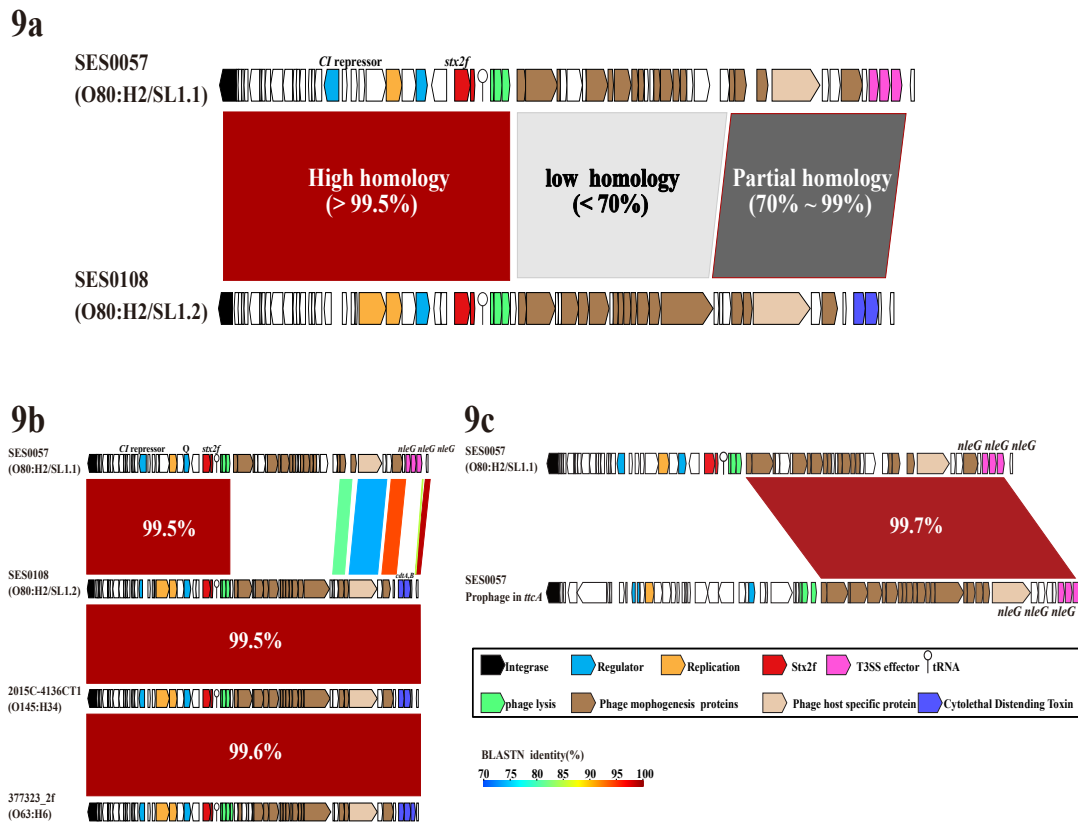 9a
SES0057
(O80:H2/SL1.1)
CI repressor
stx2f
High homology
(> 99.5%)
low homology
(< 70%)
Partial homology
(70% ~ 99%)
SES0108
(O80:H2/SL1.2)
9b
SES0057
(O80:H2/SL1.1)
CI repressor
Q
stx2f
nleG nleG nleG
99.5%
SES0108
(O80:H2/SL1.2)
cdtA,B
99.5%
2015C-4136CT1
(O145:H34)
99.6%
377323_2f
(O63:H6)
9c
SES0057
(O80:H2/SL1.1)
nleG nleG nleG
99.7%
SES0057
Prophage in ttcA
nleG nleG nleG
Integrase
Regulator
Replication
Stx2f
T3SS effector
tRNA
phage lysis
Phage mophogenesis proteins
Phage host specific protein
Cytolethal Distending Toxin
BLASTN identity(%)
70 75 80 85 90 95 100